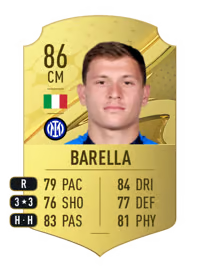 86
CM
BARELLA
R
3★3
H·H
79 PAC 84 DRI
76 SHO 77 DEF
83 PAS 81 PHY